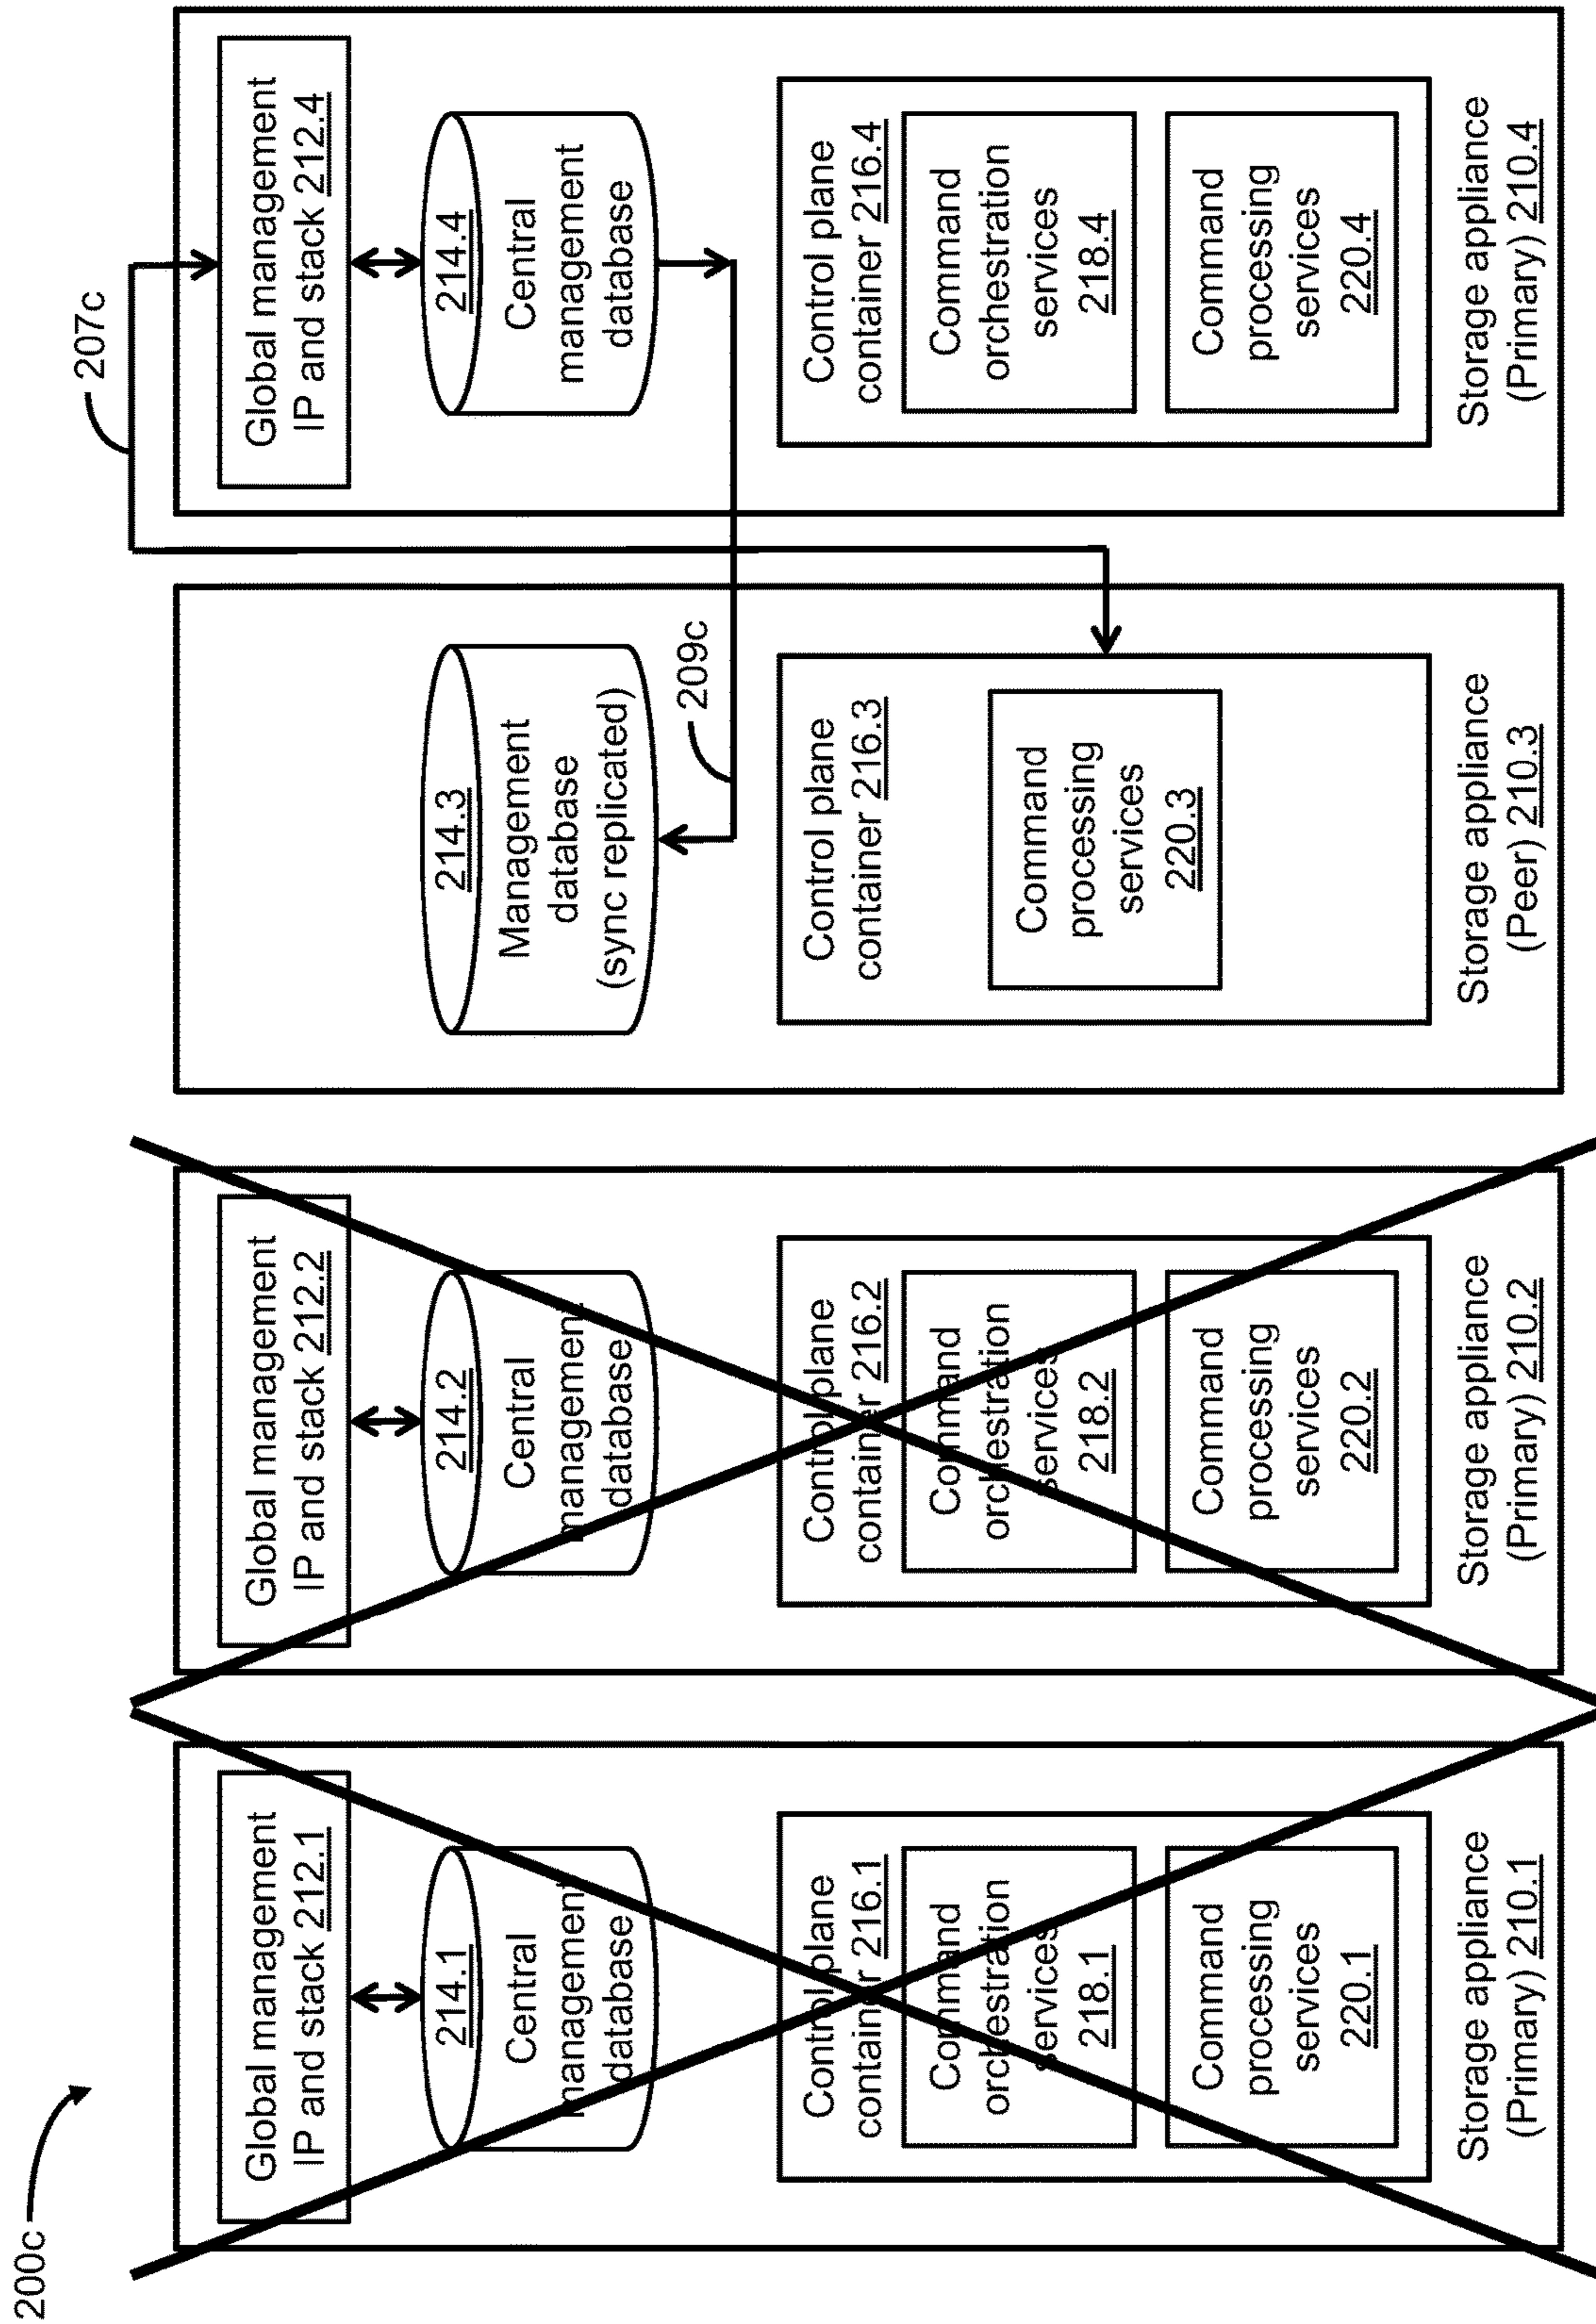 200c
Global management
IP and stack 212.1
214.1
Central
management
database
Control plane
container 216.1
Command
orchestration
services
218.1
Command
processing
services
220.1
Storage appliance
(Primary) 210.1
Global management
IP and stack 212.2
214.2
Central
management
database
Control plane
container 216.2
Command
orchestration
services
218.2
Command
processing
services
220.2
Storage appliance
(Primary) 210.2
214.3
Management
database
(sync replicated)
209c
Control plane
container 216.3
Command
processing
services
220.3
Storage appliance
(Peer) 210.3
207c
Global management
IP and stack 212.4
214.4
Central
management
database
Control plane
container 216.4
Command
orchestration
services
218.4
Command
processing
services
220.4
Storage appliance
(Primary) 210.4